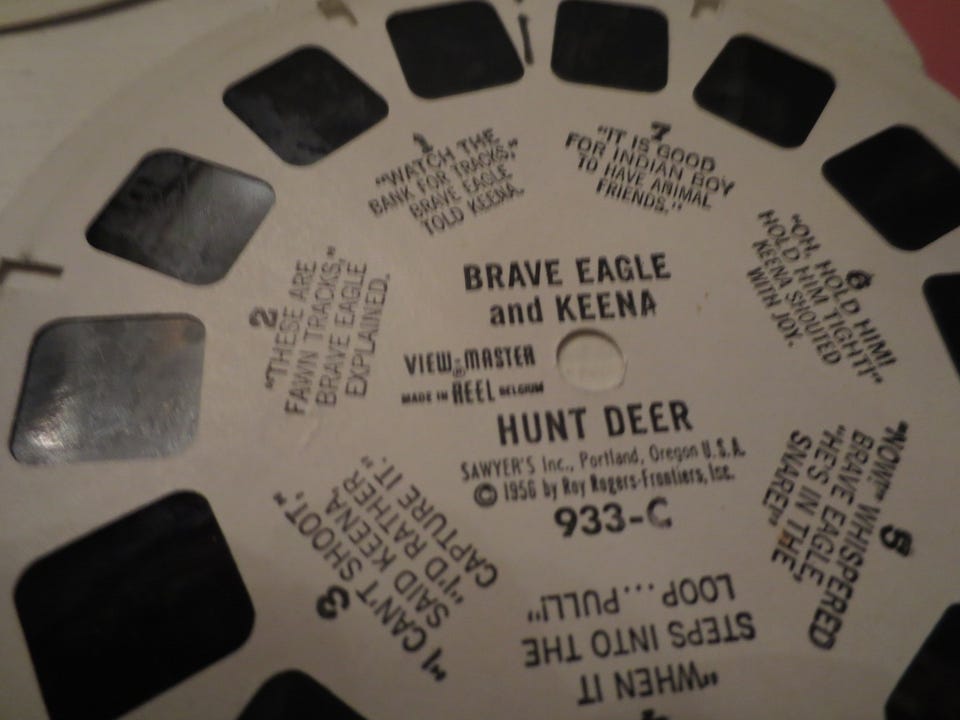 BRAVE EAGLE
and KEENA
VIEW-MASTER
®
MADE IN REEL BELGIUM
HUNT DEER
SAWYER'S Inc., Portland, Oregon U.S.A.
© 1956 by Roy Rogers-Frontiers, Inc.
933-C
1
"WATCH THE
BANK FOR TRACKS,"
BRAVE EAGLE
TOLD KEENA.
2
"THESE ARE
FAWN TRACKS,"
BRAVE EAGLE
EXPLAINED.
3
"I CAN'T SHOOT,"
SAID KEENA.
"I'D RATHER
CAPTURE IT."
4
"WHEN IT
STEPS INTO THE
LOOP...PULL!"
5
"NOW!" WHISPERED
BRAVE EAGLE.
"HE'S IN THE
SNARE!"
6
"OH, HOLD HIM!
HOLD HIM TIGHT!"
KEENA SHOUTED
WITH JOY.
7
"IT IS GOOD
FOR INDIAN BOY
TO HAVE ANIMAL
FRIENDS."